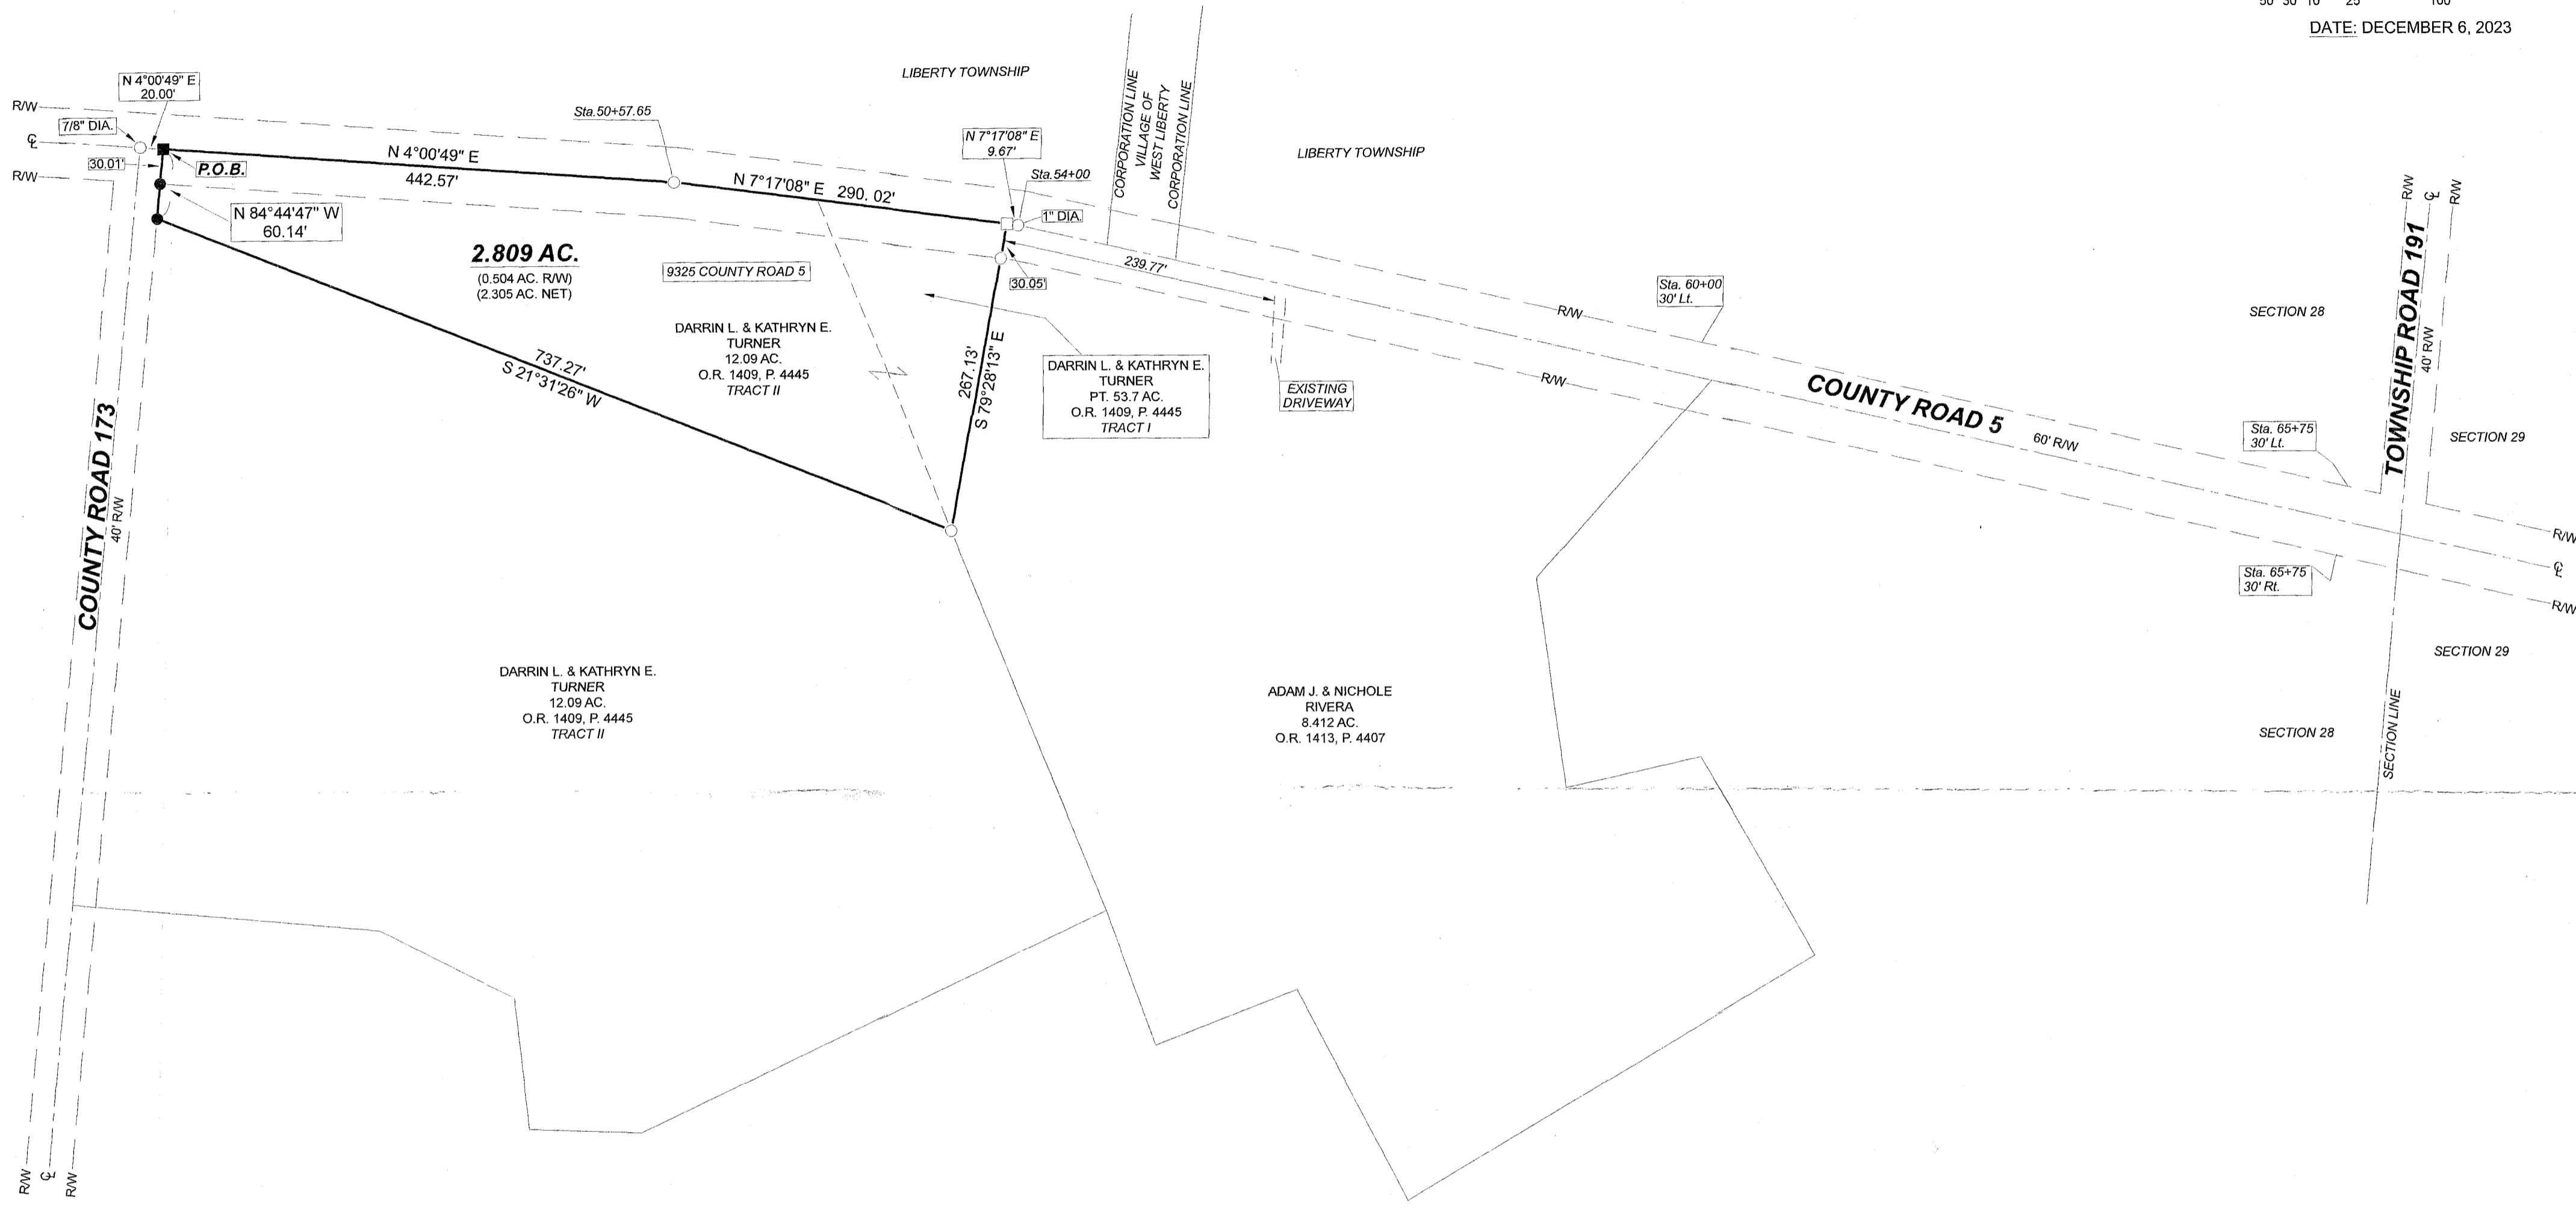 50 30 10 25 100
DATE: DECEMBER 6, 2023
N 4°00'49" E
20.00'
R/W
7/8" DIA.
℄
30.01'
R/W
P.O.B.
N 84°44'47" W
60.14'
N 4°00'49" E
442.57'
Sta.50+57.65
N 7°17'08" E 290. 02'
LIBERTY TOWNSHIP
N 7°17'08" E
9.67'
Sta.54+00
1" DIA.
CORPORATION LINE
VILLAGE OF
WEST LIBERTY
CORPORATION LINE
LIBERTY TOWNSHIP
2.809 AC.
(0.504 AC. R/W)
(2.305 AC. NET)
9325 COUNTY ROAD 5
30.05'
239.77'
DARRIN L. & KATHRYN E.
TURNER
12.09 AC.
O.R. 1409, P. 4445
TRACT II
Z
737.27'
S 21°31'26" W
267.13'
S 79°28'13" E
DARRIN L. & KATHRYN E.
TURNER
PT. 53.7 AC.
O.R. 1409, P. 4445
TRACT I
EXISTING
DRIVEWAY
R/W
R/W
Sta. 60+00
30' Lt.
COUNTY ROAD 5
60' R/W
SECTION 28
R/W
℄
R/W
TOWNSHIP ROAD 191
40' R/W
Sta. 65+75
30' Lt.
SECTION 29
R/W
℄
R/W
Sta. 65+75
30' Rt.
SECTION 29
SECTION LINE
SECTION 28
COUNTY ROAD 173
40' R/W
DARRIN L. & KATHRYN E.
TURNER
12.09 AC.
O.R. 1409, P. 4445
TRACT II
ADAM J. & NICHOLE
RIVERA
8.412 AC.
O.R. 1413, P. 4407
R/W
℄
R/W